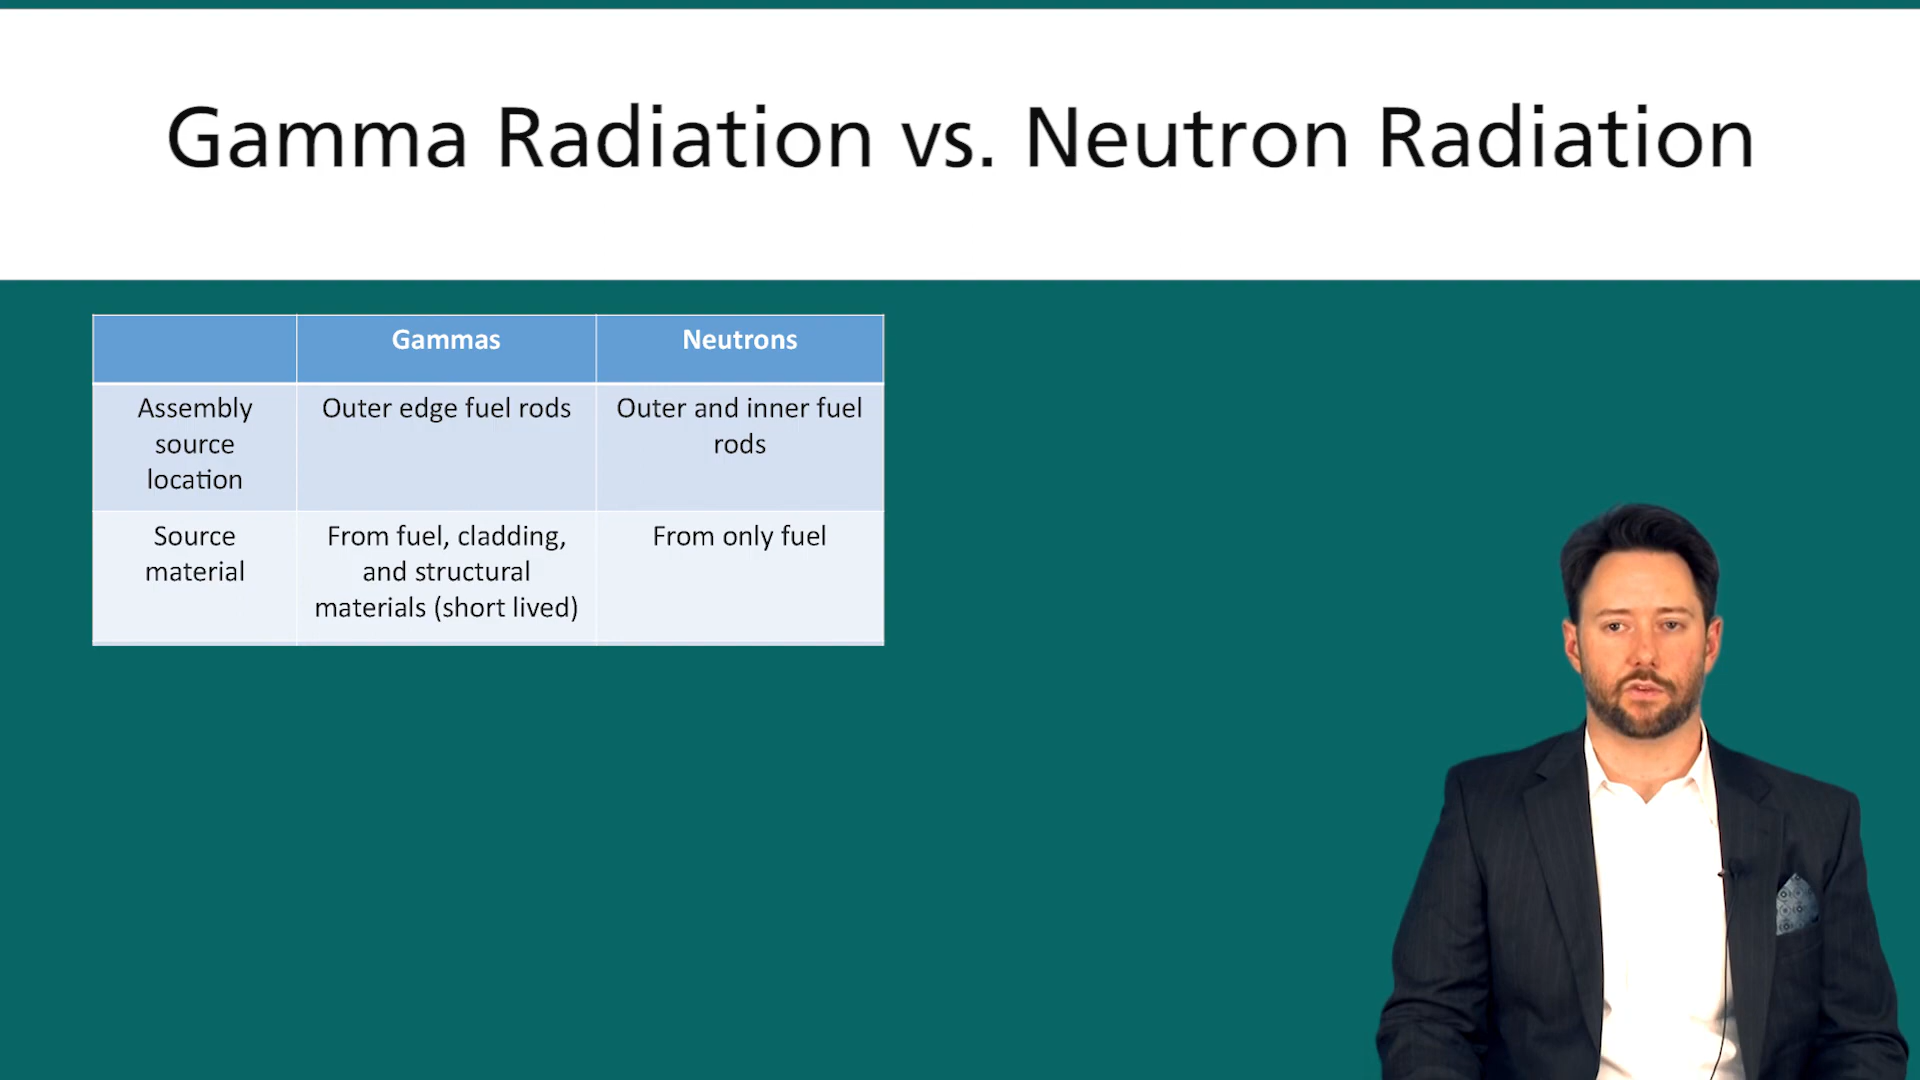 Gamma Radiation vs. Neutron Radiation
Gammas
Neutrons
Assembly
source
location
Outer edge fuel rods
Outer and inner fuel
rods
Source
material
From fuel, cladding,
and structural
materials (short lived)
From only fuel